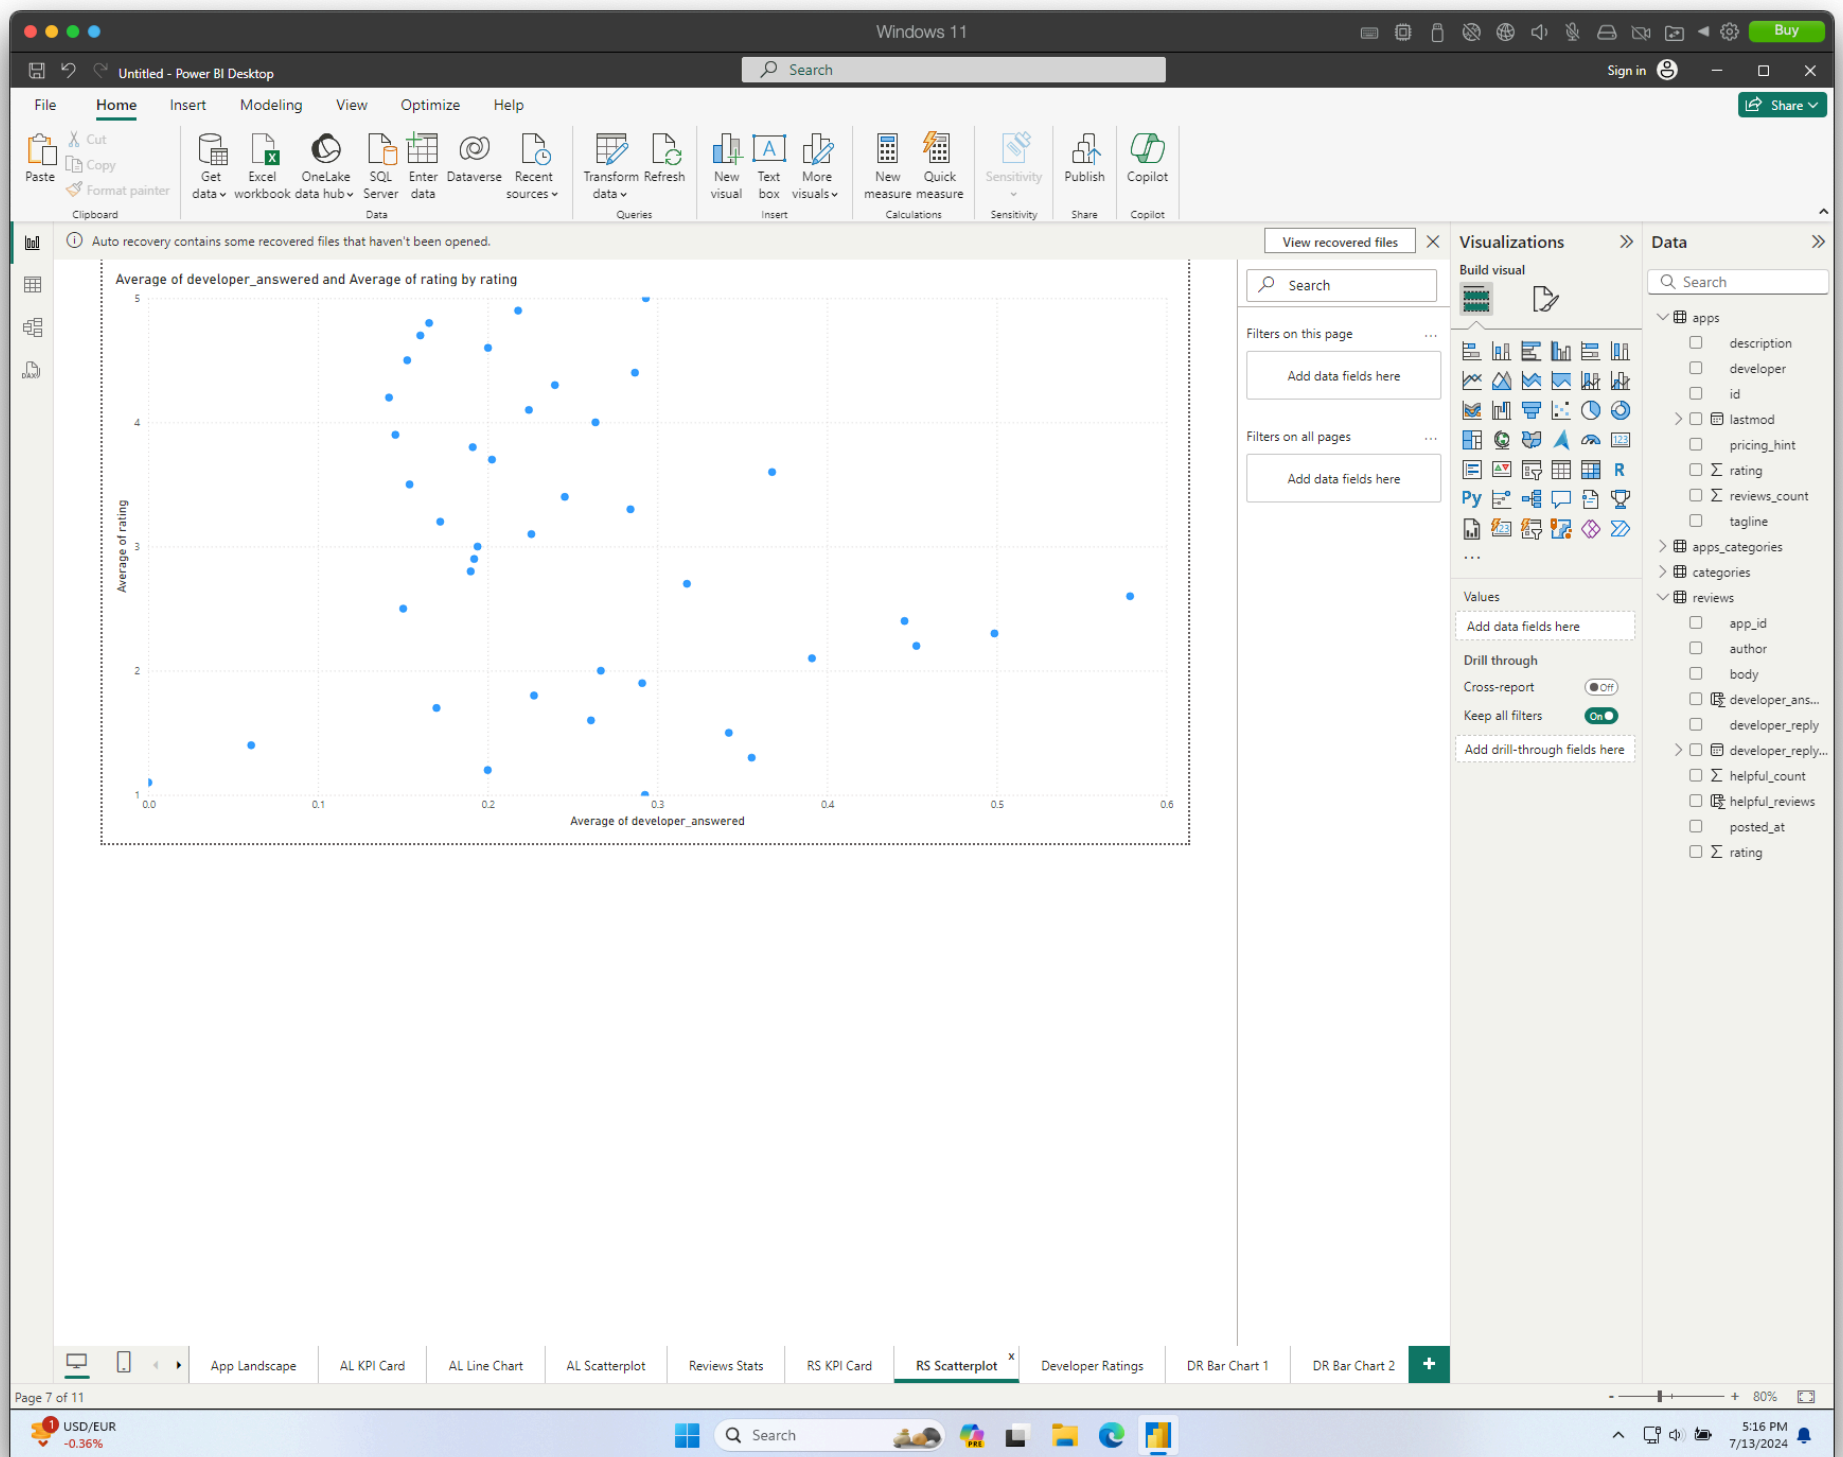 Windows 11
Buy
Untitled - Power BI Desktop
Search
Sign in
File Home Insert Modeling View Optimize Help
Share
Paste
Cut
Copy
Format painter
Clipboard
Get data
Excel workbook
OneLake data hub
SQL Server
Enter data
Dataverse
Recent sources
Data
Transform data
Refresh
Queries
New visual
Text box
More visuals
Insert
New measure
Quick measure
Calculations
Sensitivity
Sensitivity
Publish
Share
Copilot
Copilot
Auto recovery contains some recovered files that haven't been opened.
View recovered files
Average of developer_answered and Average of rating by rating
5
4
3
2
1
Average of rating
0.0 0.1 0.2 0.3 0.4 0.5 0.6
Average of developer_answered
Search
Filters on this page
...
Add data fields here
Filters on all pages
...
Add data fields here
Visualizations
Build visual
123
R
Py
...
Values
Add data fields here
Drill through
Cross-report
Off
Keep all filters
On
Add drill-through fields here
Data
Search
apps
description
developer
id
lastmod
pricing_hint
rating
reviews_count
tagline
apps_categories
categories
reviews
app_id
author
body
developer_ans...
developer_reply
developer_reply...
helpful_count
helpful_reviews
posted_at
rating
App Landscape
AL KPI Card
AL Line Chart
AL Scatterplot
Reviews Stats
RS KPI Card
RS Scatterplot
x
Developer Ratings
DR Bar Chart 1
DR Bar Chart 2
+
Page 7 of 11
- + 80%
1
USD/EUR
-0.36%
Search
PRE
5:16 PM
7/13/2024